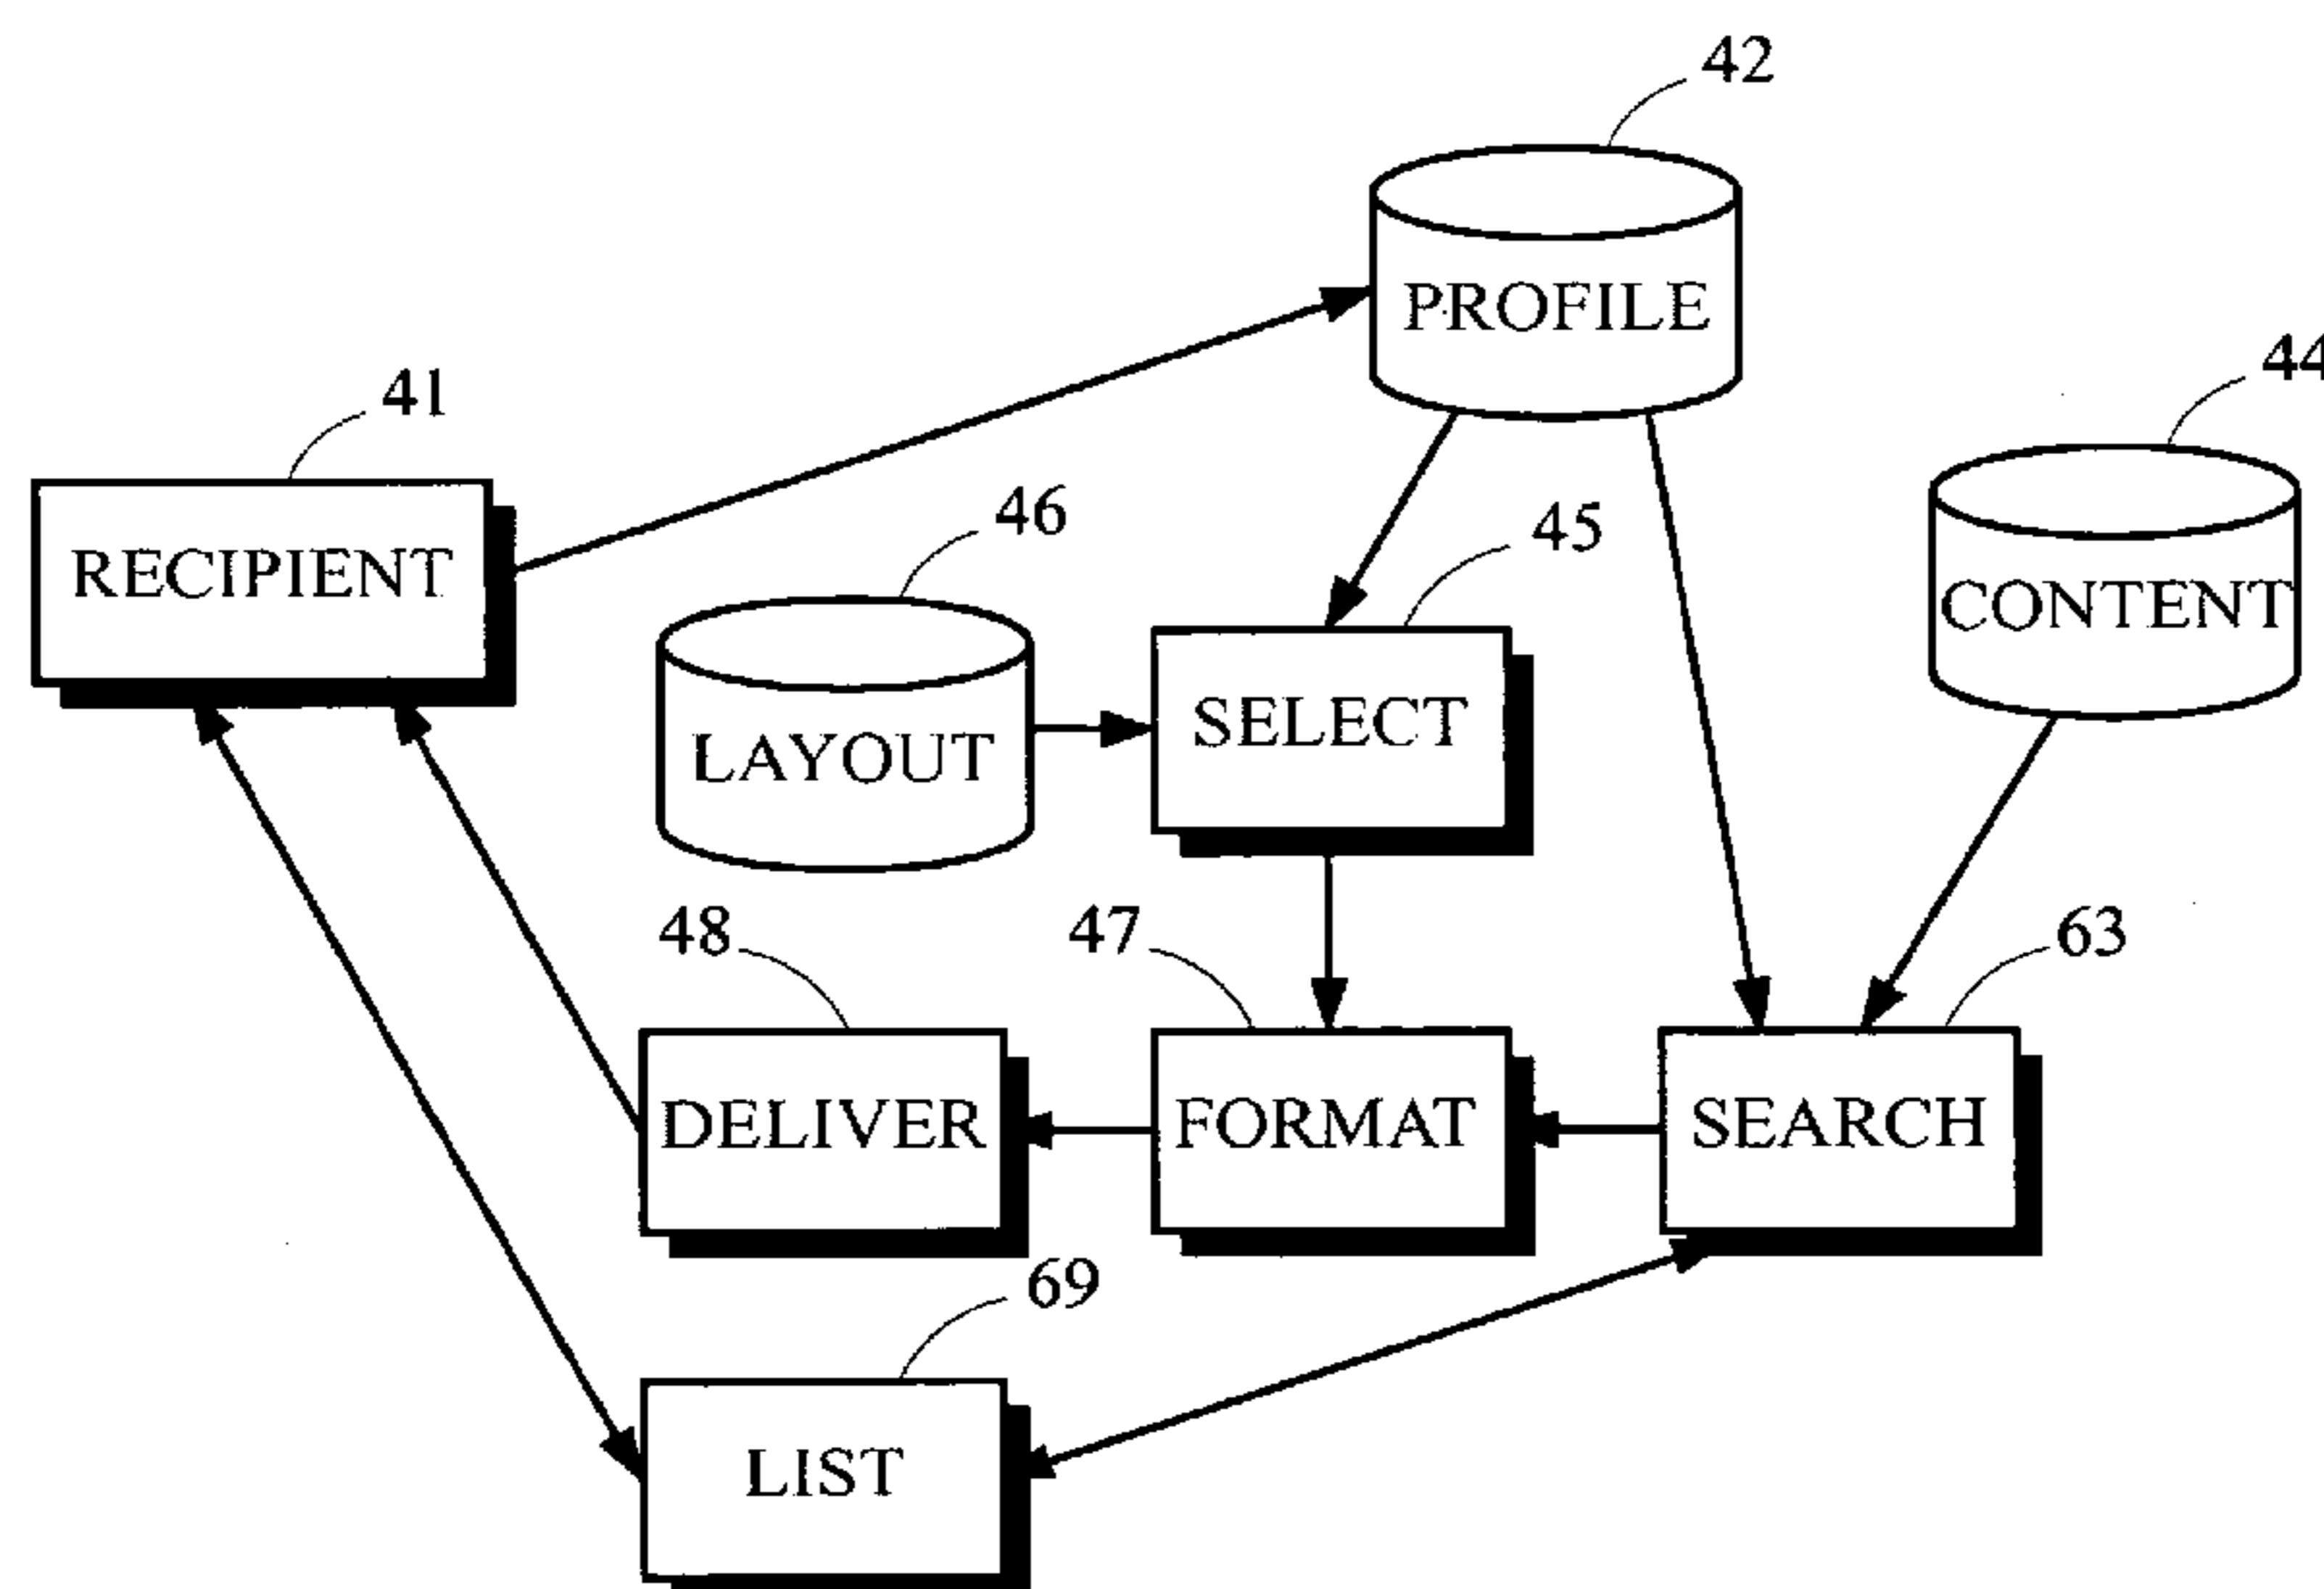 42
PROFILE
44
41
CONTENT
RECIPIENT
46
45
LAYOUT
SELECT
48
47
63
DELIVER
FORMAT
SEARCH
69
LIST